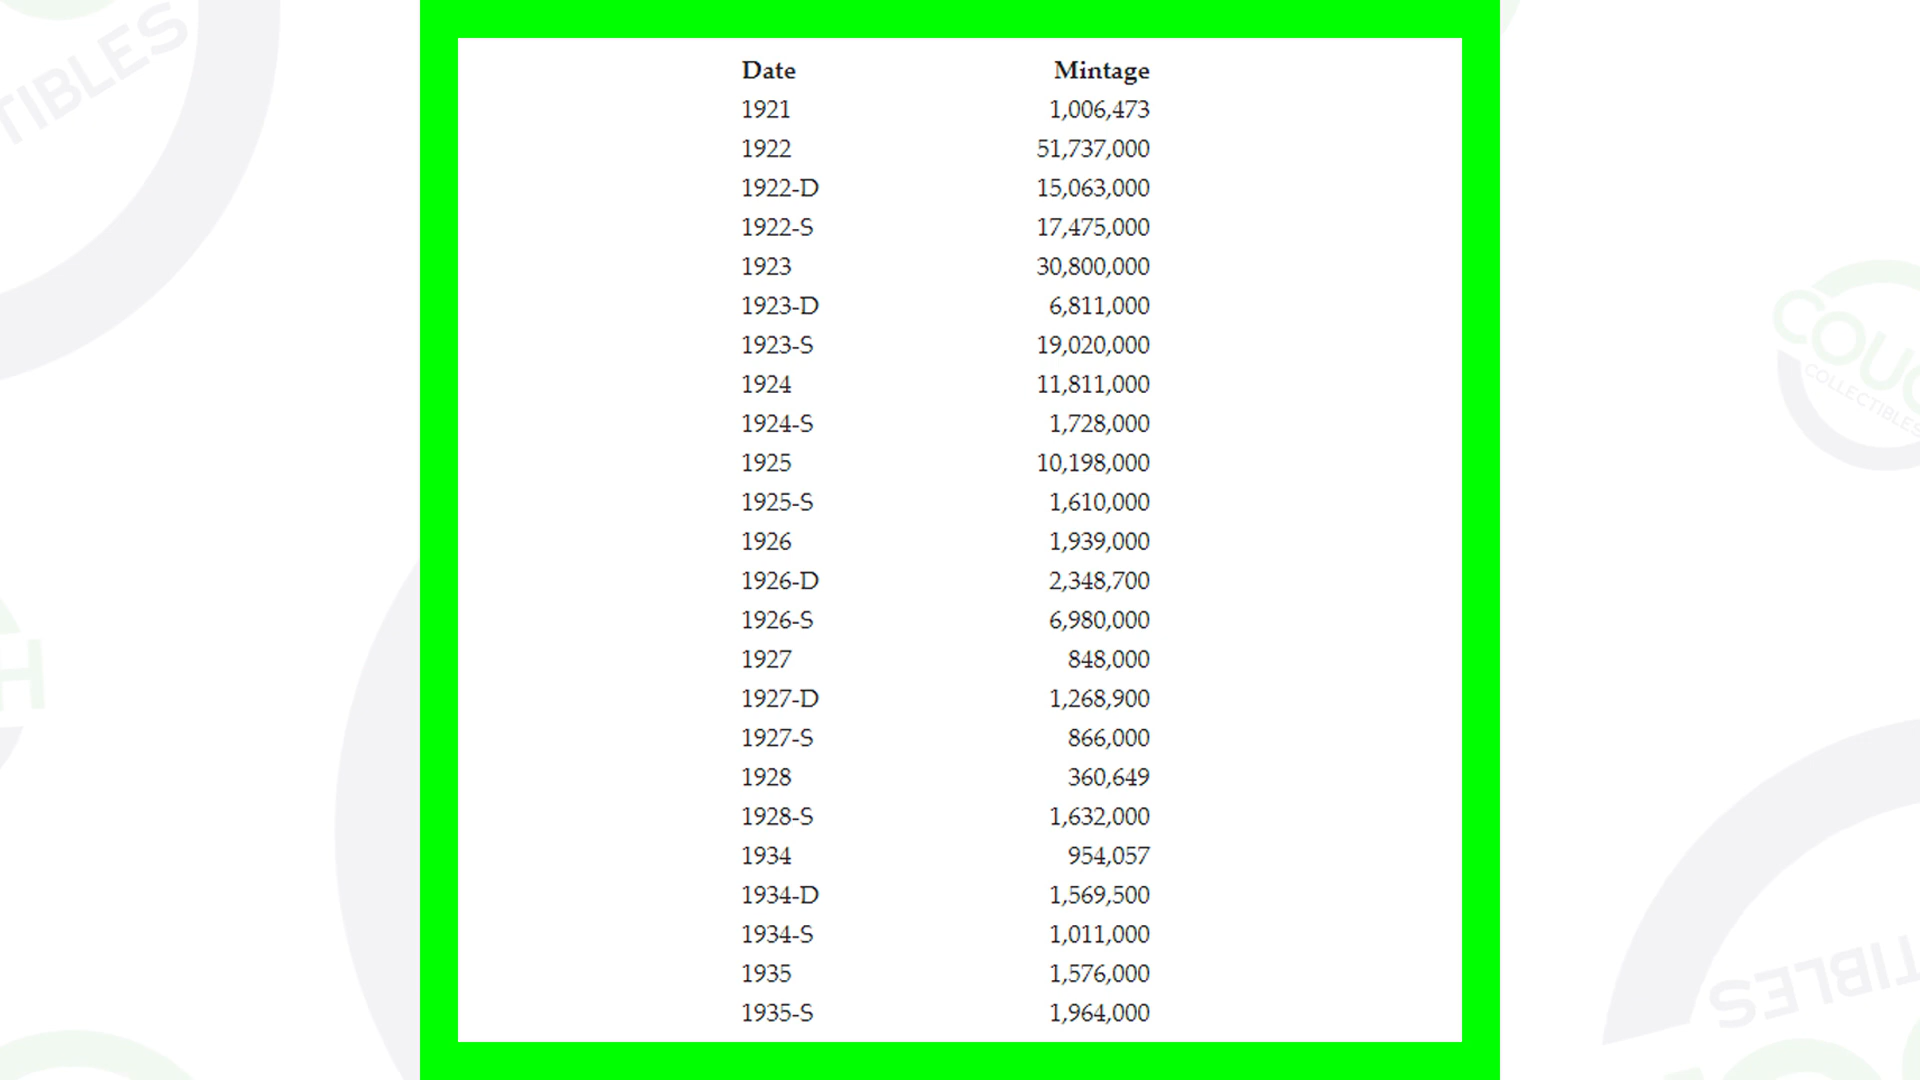 Date Mintage
1921 1,006,473
1922 51,737,000
1922-D 15,063,000
1922-S 17,475,000
1923 30,800,000
1923-D 6,811,000
1923-S 19,020,000
1924 11,811,000
1924-S 1,728,000
1925 10,198,000
1925-S 1,610,000
1926 1,939,000
1926-D 2,348,700
1926-S 6,980,000
1927 848,000
1927-D 1,268,900
1927-S 866,000
1928 360,649
1928-S 1,632,000
1934 954,057
1934-D 1,569,500
1934-S 1,011,000
1935 1,576,000
1935-S 1,964,000
TIBLES
COUC
COLLECTIBLES
H
TIBLES